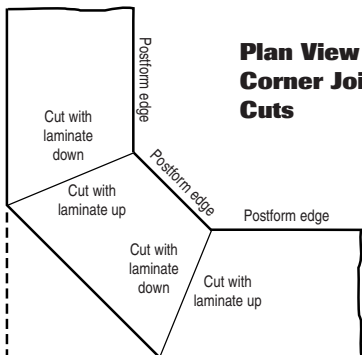 Plan View
Corner Joi
Cuts
Postform edge
Cut with
laminate
down
Postform edge
Cut with
laminate up
Postform edge
Cut with
laminate
down
Cut with
laminate up